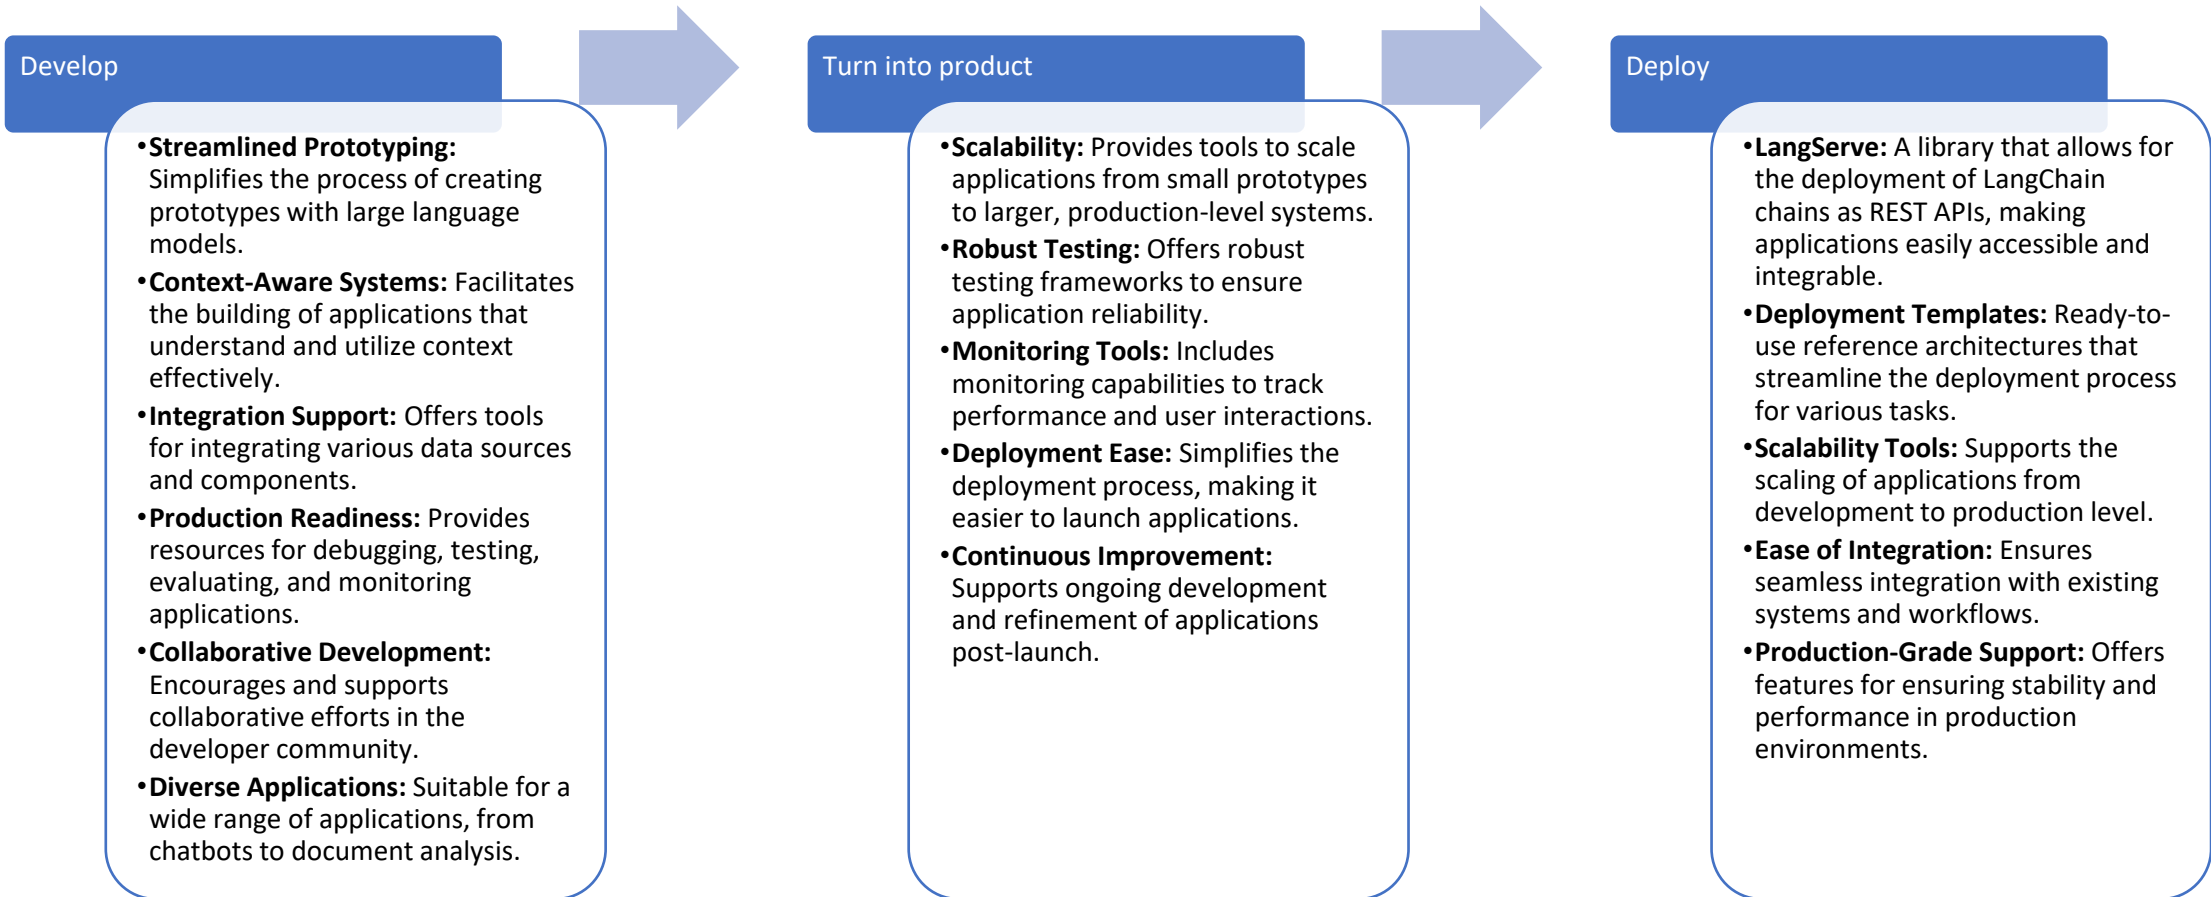 Develop
•Streamlined Prototyping:
Simplifies the process of creating
prototypes with large language
models.
•Context-Aware Systems: Facilitates
the building of applications that
understand and utilize context
effectively.
•Integration Support: Offers tools
for integrating various data sources
and components.
•Production Readiness: Provides
resources for debugging, testing,
evaluating, and monitoring
applications.
•Collaborative Development:
Encourages and supports
collaborative efforts in the
developer community.
•Diverse Applications: Suitable for a
wide range of applications, from
chatbots to document analysis.
Turn into product
•Scalability: Provides tools to scale
applications from small prototypes
to larger, production-level systems.
•Robust Testing: Offers robust
testing frameworks to ensure
application reliability.
•Monitoring Tools: Includes
monitoring capabilities to track
performance and user interactions.
•Deployment Ease: Simplifies the
deployment process, making it
easier to launch applications.
•Continuous Improvement:
Supports ongoing development
and refinement of applications
post-launch.
Deploy
•LangServe: A library that allows for
the deployment of LangChain
chains as REST APIs, making
applications easily accessible and
integrable.
•Deployment Templates: Ready-to-
use reference architectures that
streamline the deployment process
for various tasks.
•Scalability Tools: Supports the
scaling of applications from
development to production level.
•Ease of Integration: Ensures
seamless integration with existing
systems and workflows.
•Production-Grade Support: Offers
features for ensuring stability and
performance in production
environments.